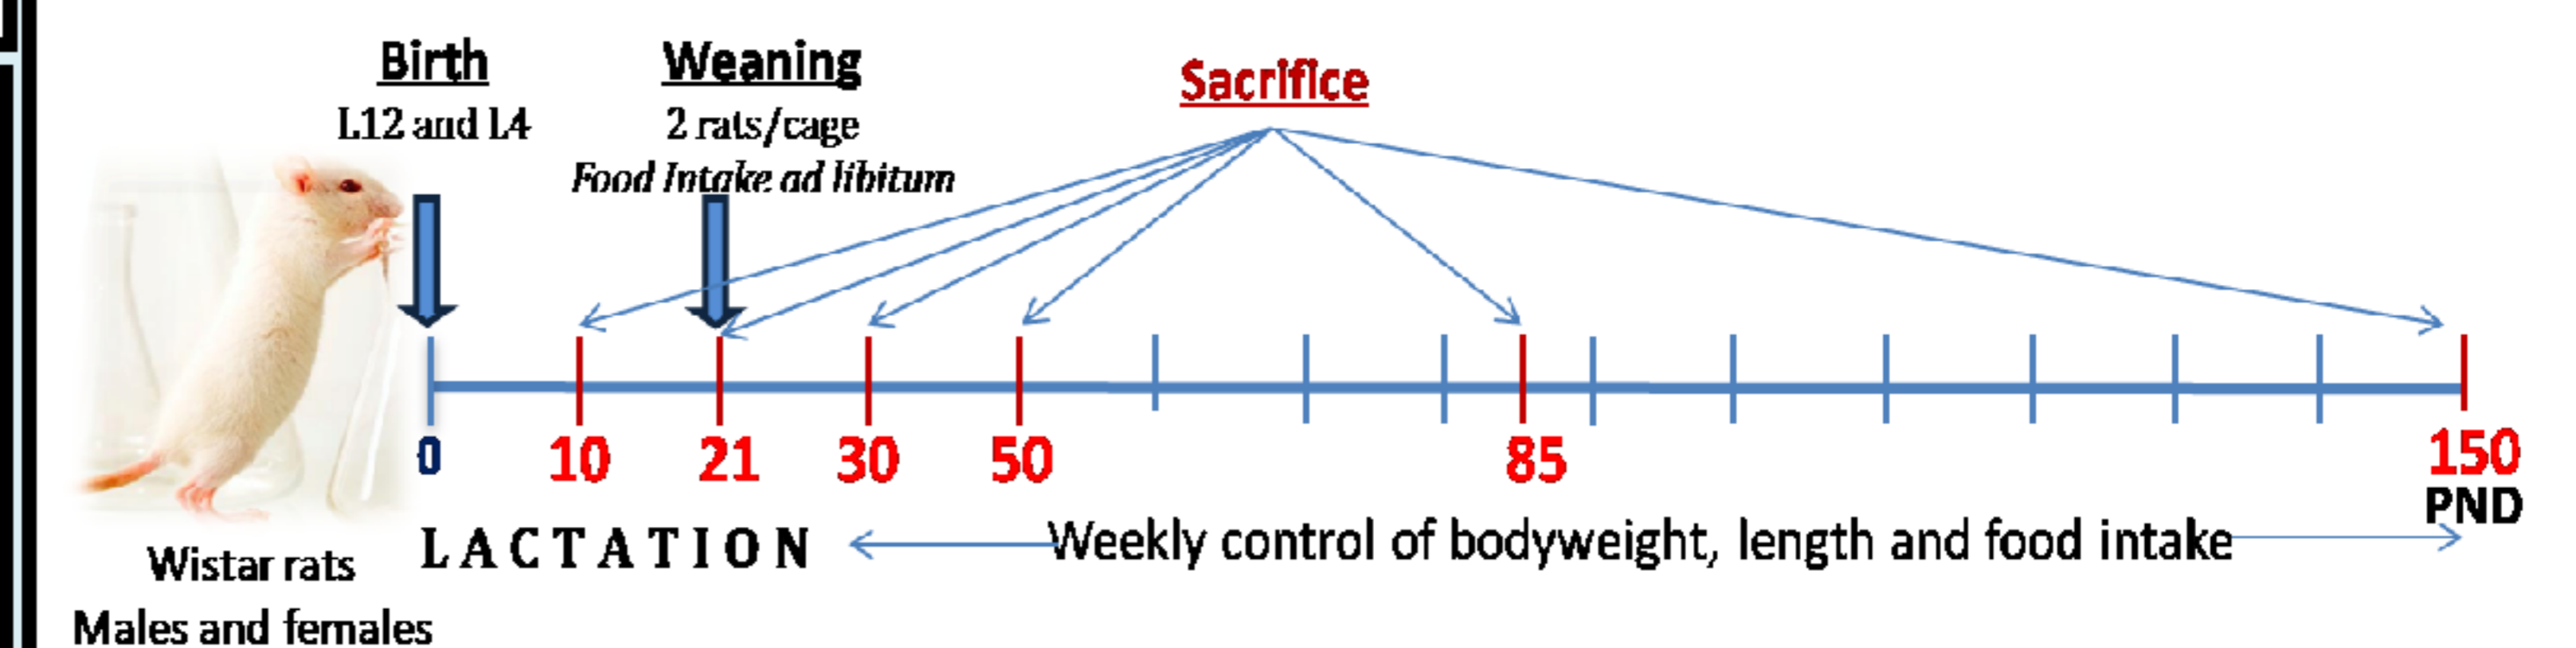 Birth
L12 and L4
Weaning
2 rats/cage
Food Intake ad libitum
Sacrifice
0
10
21
30
50
85
150
PND
LACTATION
Weekly control of bodyweight, length and food intake
Wistar rats
Males and females